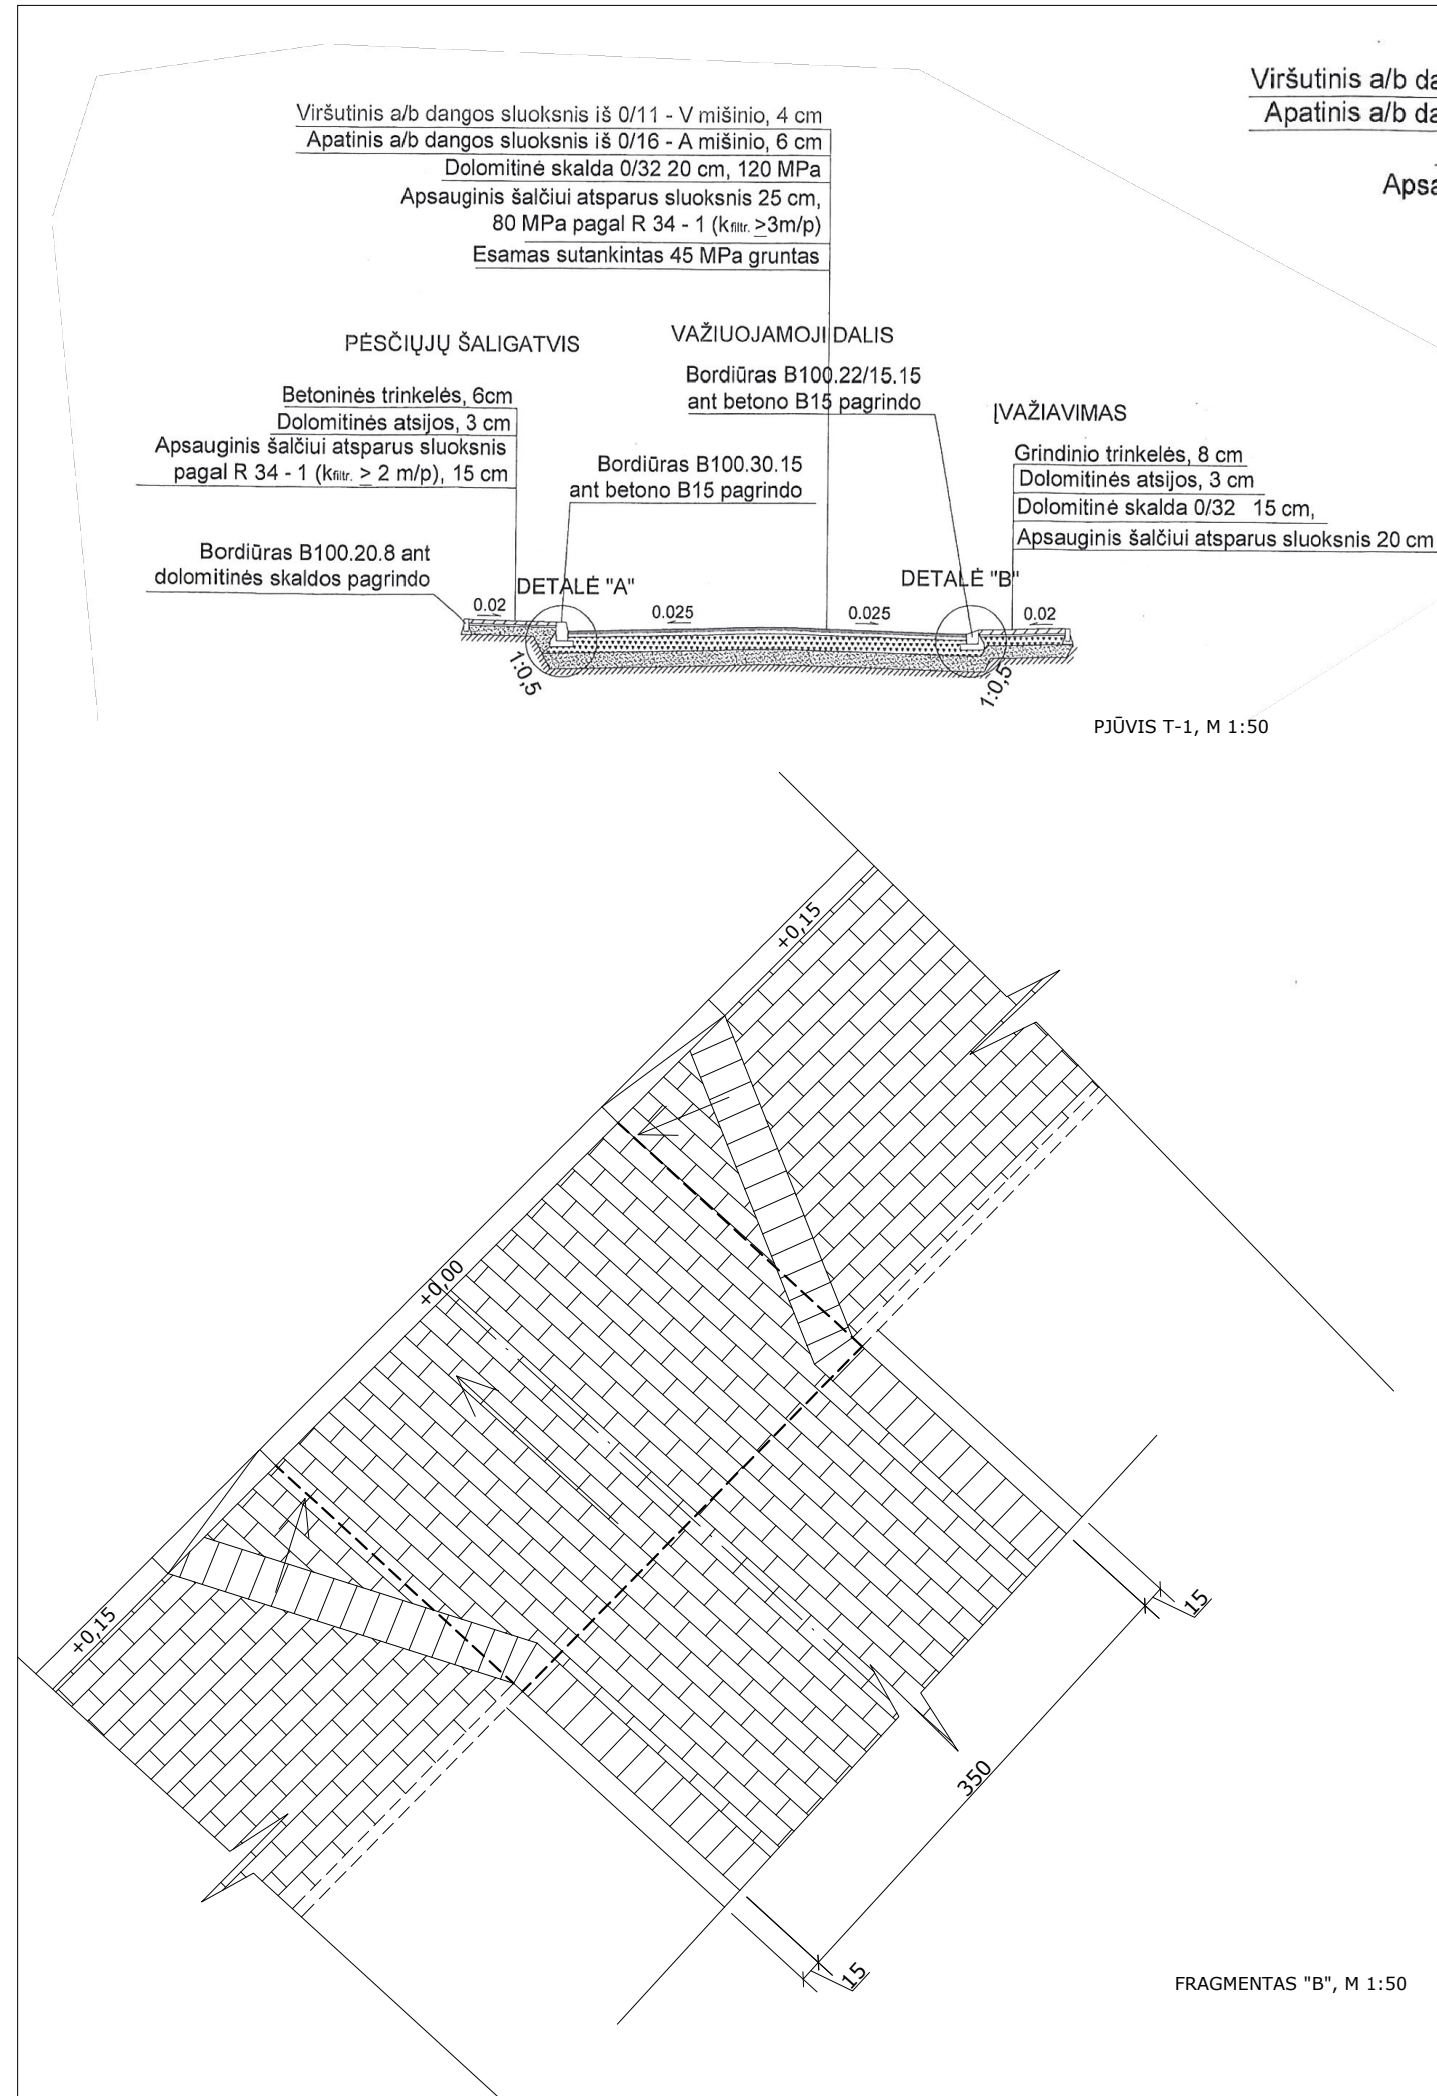 Viršutinis a/b da
Apatinis a/b da
Apsa
Viršutinis a/b dangos sluoksnis iš 0/11 - V mišinio, 4 cm
Apatinis a/b dangos sluoksnis iš 0/16 - A mišinio, 6 cm
Dolomitinė skalda 0/32 20 cm, 120 MPa
Apsauginis šalčiui atsparus sluoksnis 25 cm,
80 MPa pagal R 34 - 1 (kfiltr. ≥3m/p)
Esamas sutankintas 45 MPa gruntas
PĖSČIŲJŲ ŠALIGATVIS
VAŽIUOJAMOJI DALIS
Betoninės trinkelės, 6cm
Dolomitinės atsijos, 3 cm
Apsauginis šalčiui atsparus sluoksnis
pagal R 34 - 1 (kfiltr. ≥ 2 m/p), 15 cm
Bordiūras B100.22/15.15
ant betono B15 pagrindo
Bordiūras B100.30.15
ant betono B15 pagrindo
ĮVAŽIAVIMAS
Grindinio trinkelės, 8 cm
Dolomitinės atsijos, 3 cm
Dolomitinė skalda 0/32 15 cm,
Apsauginis šalčiui atsparus sluoksnis 20 cm
Bordiūras B100.20.8 ant
dolomitinės skaldos pagrindo
DETALĖ "A"
DETALĖ "B"
0.02
0.025
0.025
0.02
1:0,5
1:0,5
PJŪVIS T-1, M 1:50
+0,15
+0,00
+0,15
15
350
15
FRAGMENTAS "B", M 1:50